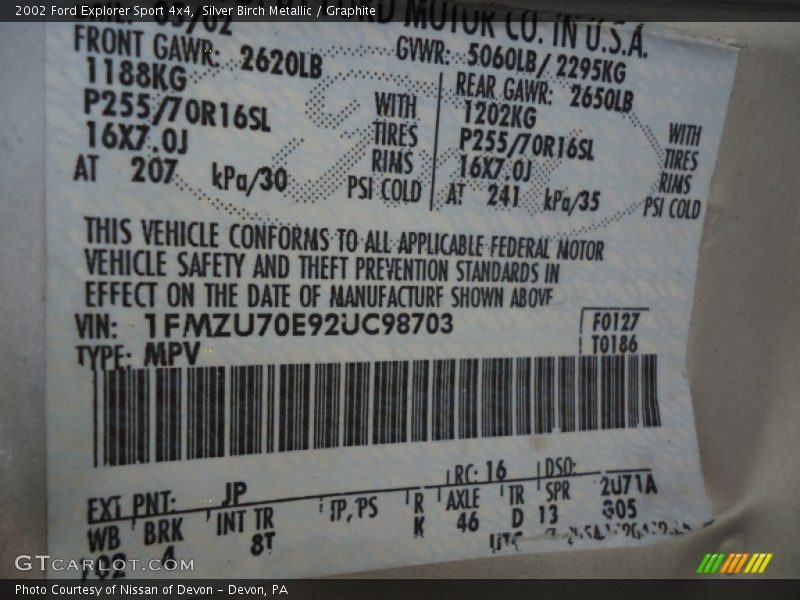 2002 Ford Explorer Sport 4x4, Silver Birch Metallic / Graphite
MOTOR CO. IN U.S.A.
FRONT GAWR: 2620LB
1188KG
P255/70R16SL
16X7.0J
AT 207 kPa/30
WITH
TIRES
RIMS
PSI COLD
GVWR: 5060LB/2295KG
REAR GAWR: 2650LB
1202KG
P255/70R16SL
16X7.0J
AT 241 kPa/35
WITH
TIRES
RIMS
PSI COLD
THIS VEHICLE CONFORMS TO ALL APPLICABLE FEDERAL MOTOR
VEHICLE SAFETY AND THEFT PREVENTION STANDARDS IN
EFFECT ON THE DATE OF MANUFACTURE SHOWN ABOVE
VIN: 1FMZU70E92UC98703
TYPE: MPV
F0127
T0186
EXT PNT: JP RC: 16 DSO:
WB BRK INT TR TP,PS R AXLE TR SPR 2U71A
4 8T K 46 D 13 G05
GTcarlot.com
Photo Courtesy of Nissan of Devon - Devon, PA